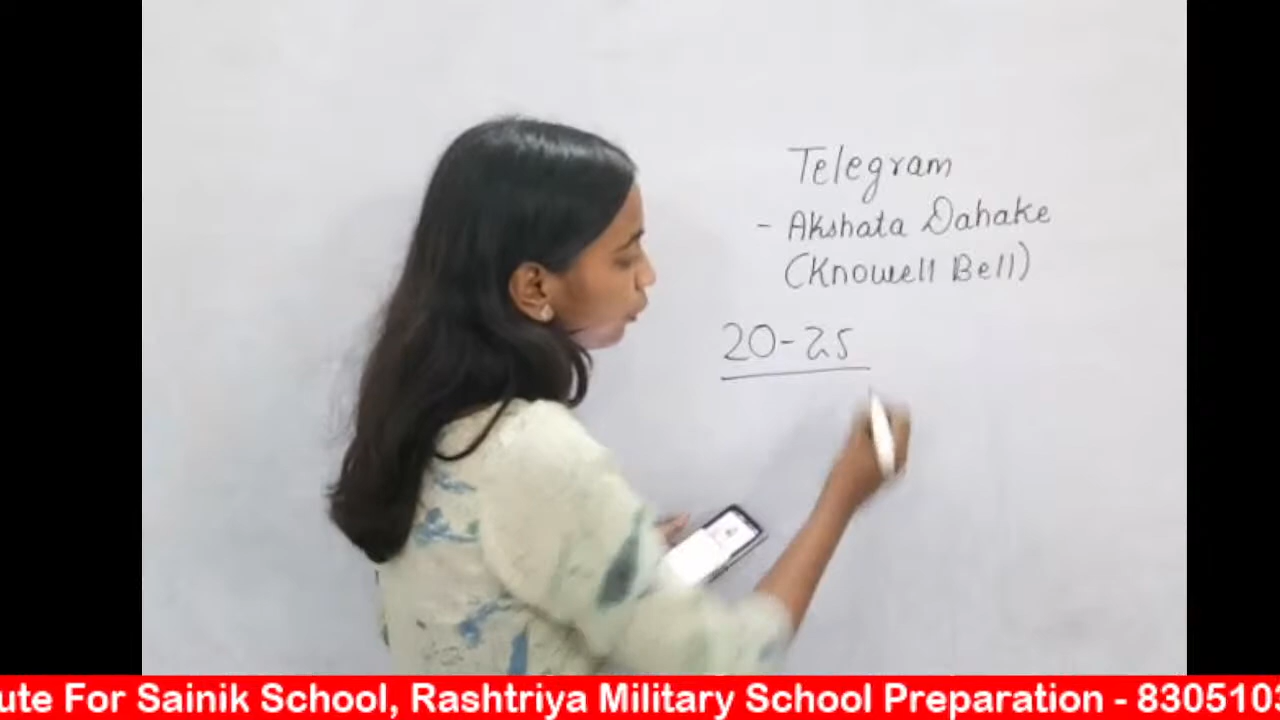 Telegram
- Akshata Dahake
(Knowell Bell)
20-25
ute For Sainik School, Rashtriya Military School Preparation - 8305103